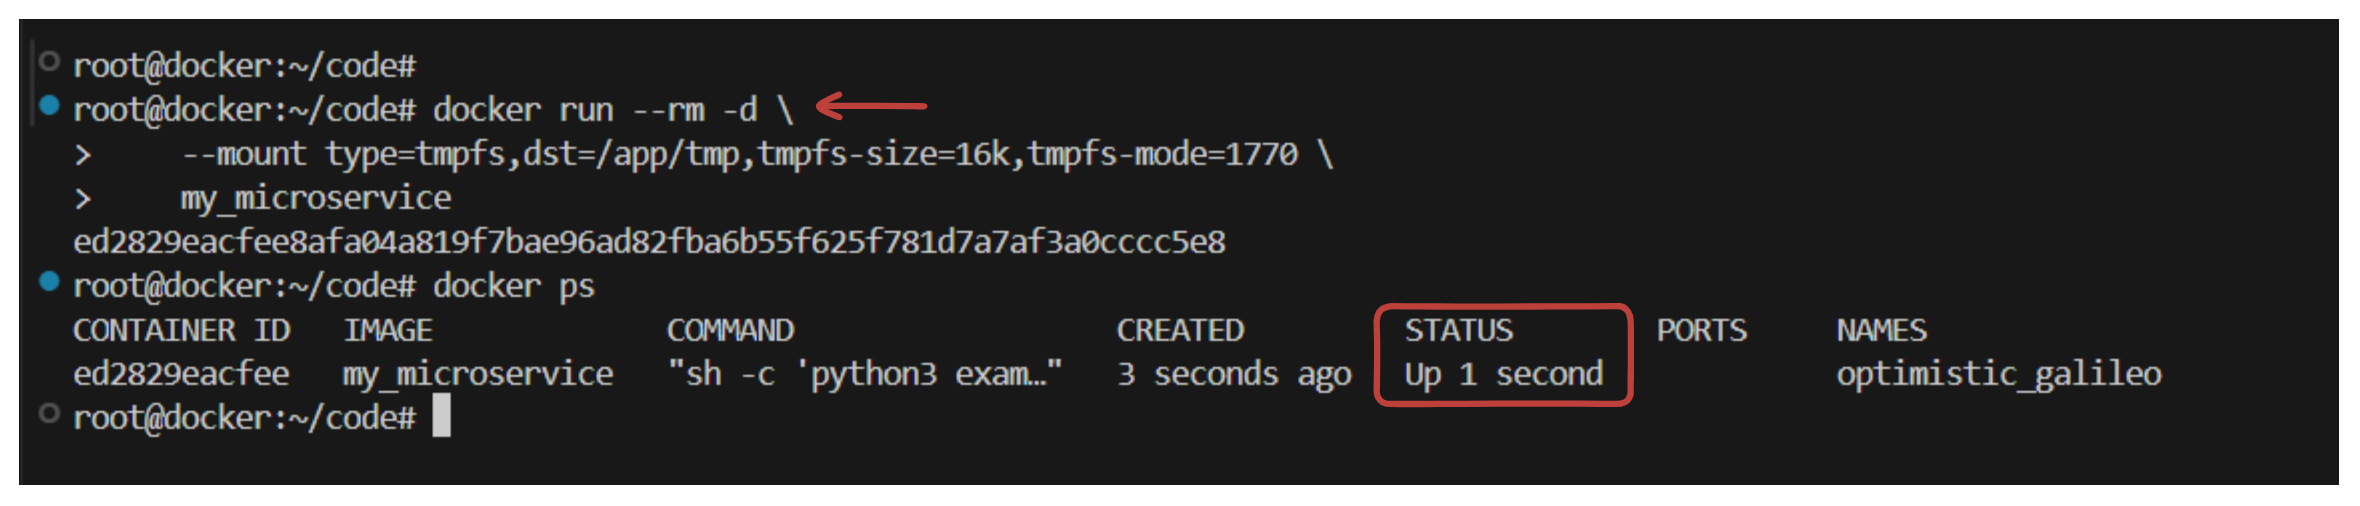 root@docker:~/code#
root@docker:~/code# docker run --rm -d \
>     --mount type=tmpfs,dst=/app/tmp,tmpfs-size=16k,tmpfs-mode=1770 \
>     my_microservice
ed2829eacfee8afa04a819f7bae96ad82fba6b55f625f781d7a7af3a0cccc5e8
root@docker:~/code# docker ps
CONTAINER ID   IMAGE             COMMAND                  CREATED         STATUS         PORTS     NAMES
ed2829eacfee   my_microservice   "sh -c 'python3 exam…"   3 seconds ago   Up 1 second              optimistic_galileo
root@docker:~/code#